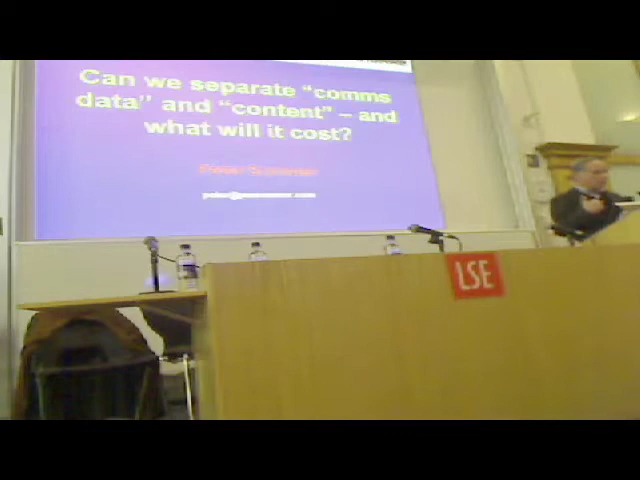 Can we separate "comms
data" and "content" – and
what will it cost?
LSE